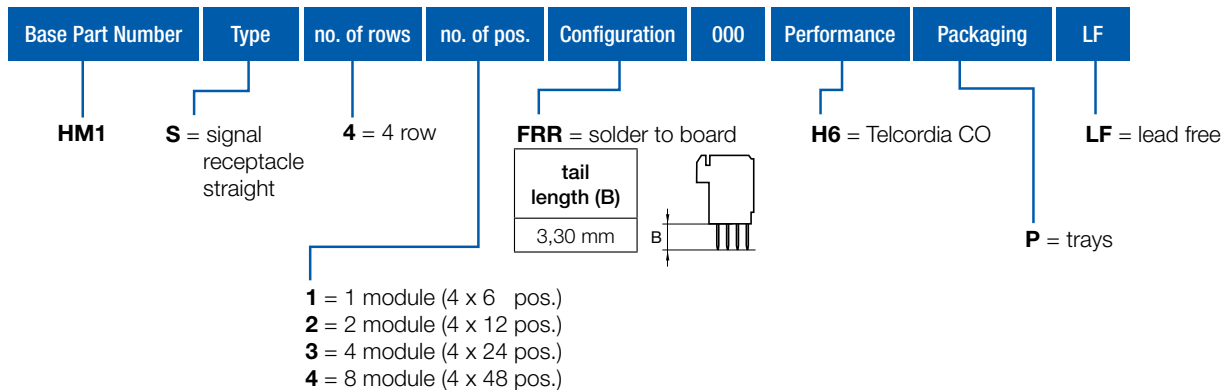 Base Part Number Type no. of rows no. of pos. Configuration 000 Performance Packaging LF
HM1
S = signal
receptacle
straight
4 = 4 row
FRR = solder to board
tail
length (B)
3,30 mm
B
H6 = Telcordia CO
LF = lead free
P = trays
1 = 1 module (4 x 6 pos.)
2 = 2 module (4 x 12 pos.)
3 = 4 module (4 x 24 pos.)
4 = 8 module (4 x 48 pos.)